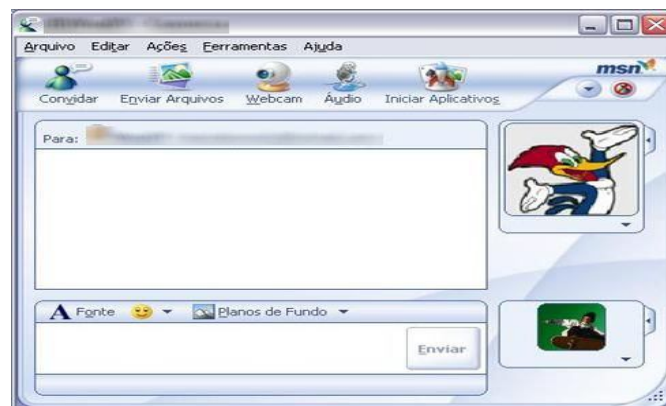 Arquivo Editar Ações Ferramentas Ajuda
msn
Convidar Enviar Arquivos Webcam Áudio Iniciar Aplicativos
Para:
A Fonte Planos de Fundo
Enviar